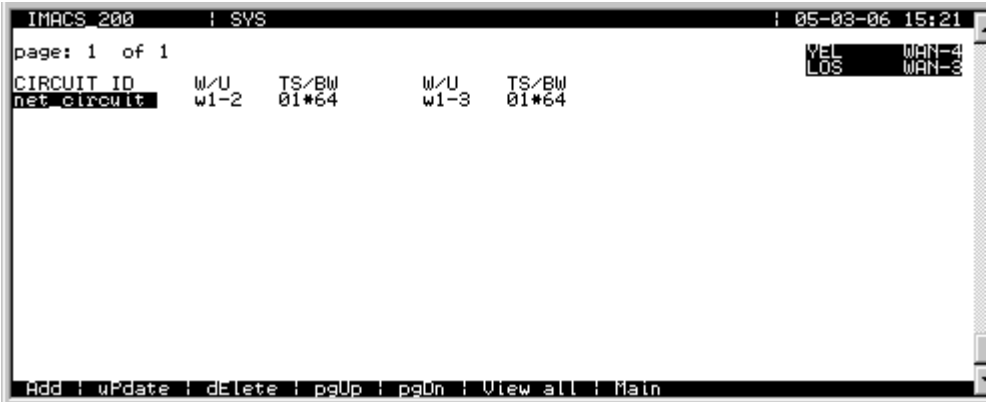 IMACS_200 ¦ SYS ¦ 05-03-06 15:21
page: 1 of 1 YEL WAN-4
LOS WAN-3
CIRCUIT ID W/U TS/BW W/U TS/BW
net_circuit w1-2 01*64 w1-3 01*64
Add ¦ uPdate ¦ dElete ¦ pgUp ¦ pgDn ¦ View all ¦ Main